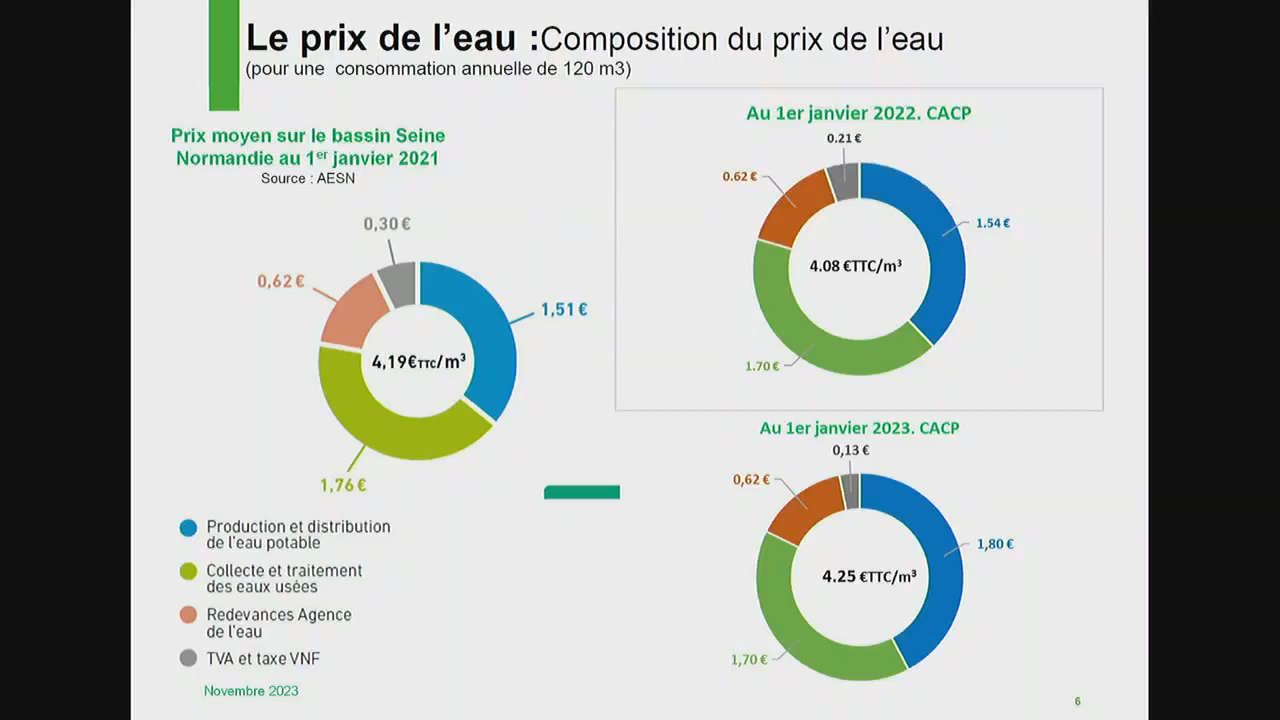 Le prix de l'eau :Composition du prix de l'eau
(pour une consommation annuelle de 120 m3)
Prix moyen sur le bassin Seine
Normandie au 1er janvier 2021
Source : AESN
0,30 €
0,62 €
1,51 €
4,19€TTC/m³
1,76 €
Production et distribution
de l'eau potable
Collecte et traitement
des eaux usées
Redevances Agence
de l'eau
TVA et taxe VNF
Novembre 2023
Au 1er janvier 2022. CACP
0.21 €
0.62 €
1.54 €
4.08 €TTC/m³
1.70 €
Au 1er janvier 2023. CACP
0,13 €
0,62 €
1,80 €
4.25 €TTC/m³
1,70 €
6